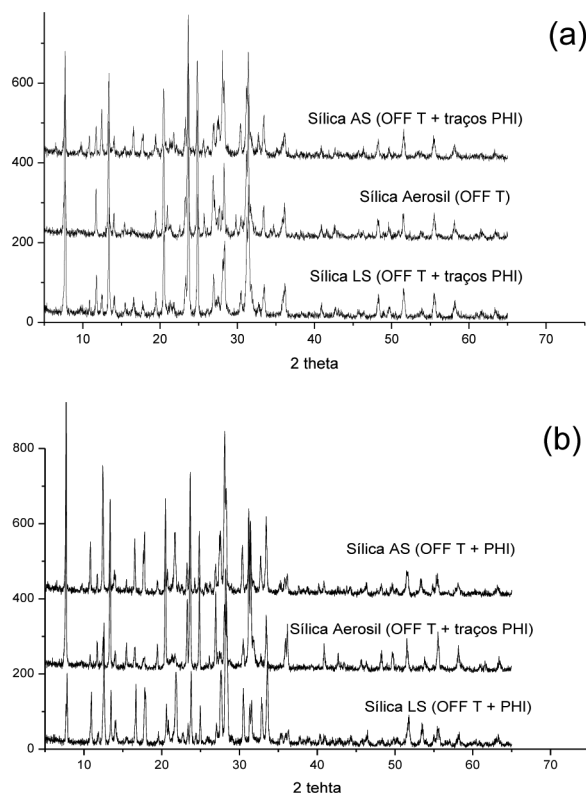 (a)
600
Sílica AS (OFF T + traços PHI)
400
Sílica Aerosil (OFF T)
200
Sílica LS (OFF T + traços PHI)
0
10 20 30 40 50 60 70
2 theta
(b)
800
600
Sílica AS (OFF T + PHI)
400
Sílica Aerosil (OFF T + traços PHI)
200
Sílica LS (OFF T + PHI)
0
10 20 30 40 50 60 70
2 tehta